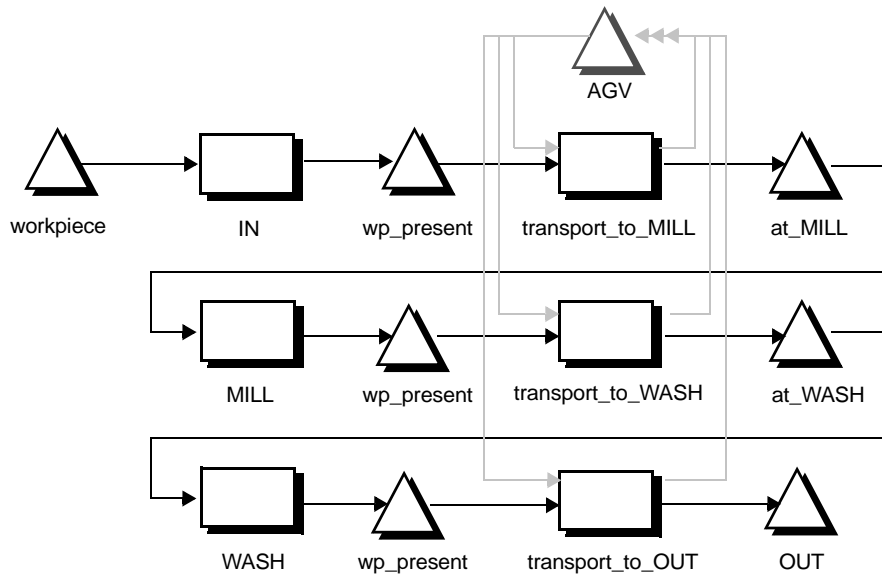 AGV
workpiece
IN
wp_present
transport_to_MILL
at_MILL
MILL
wp_present
transport_to_WASH
at_WASH
WASH
wp_present
transport_to_OUT
OUT